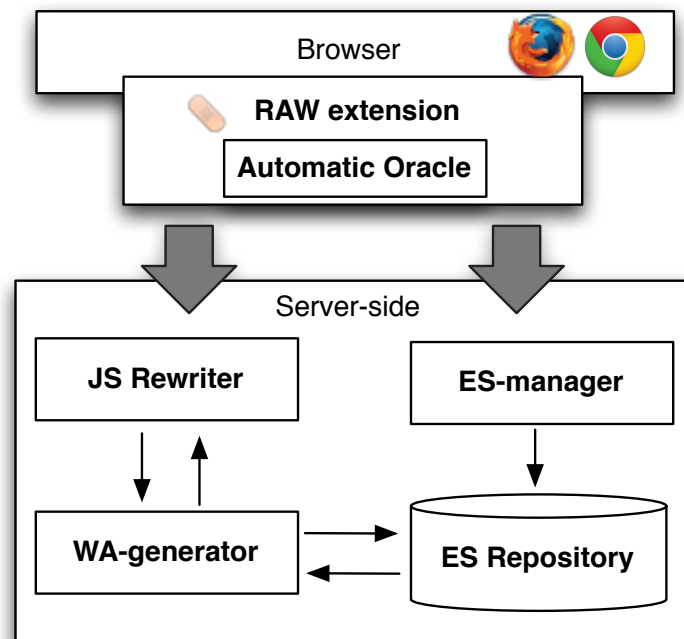 Browser
RAW extension
Automatic Oracle
Server-side
JS Rewriter
ES-manager
WA-generator
ES Repository